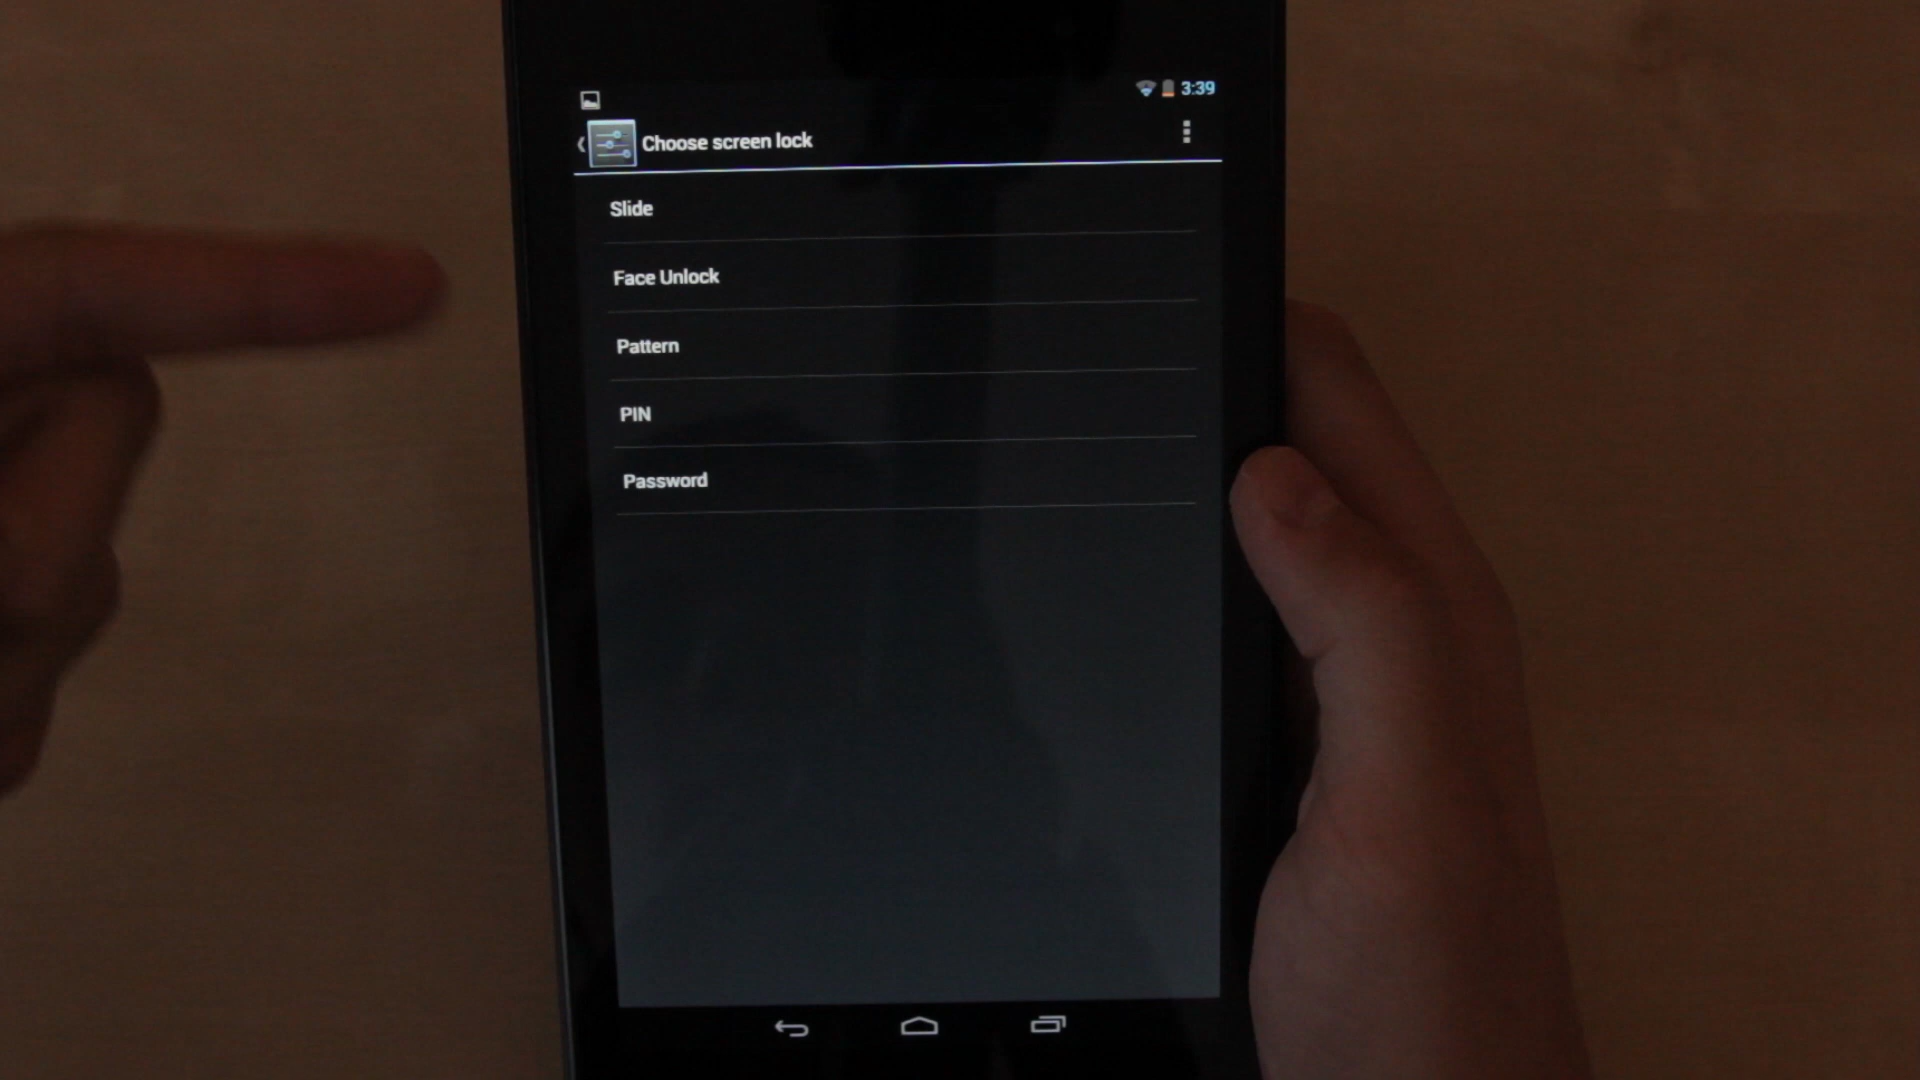 3:39
Choose screen lock
Slide
Face Unlock
Pattern
PIN
Password